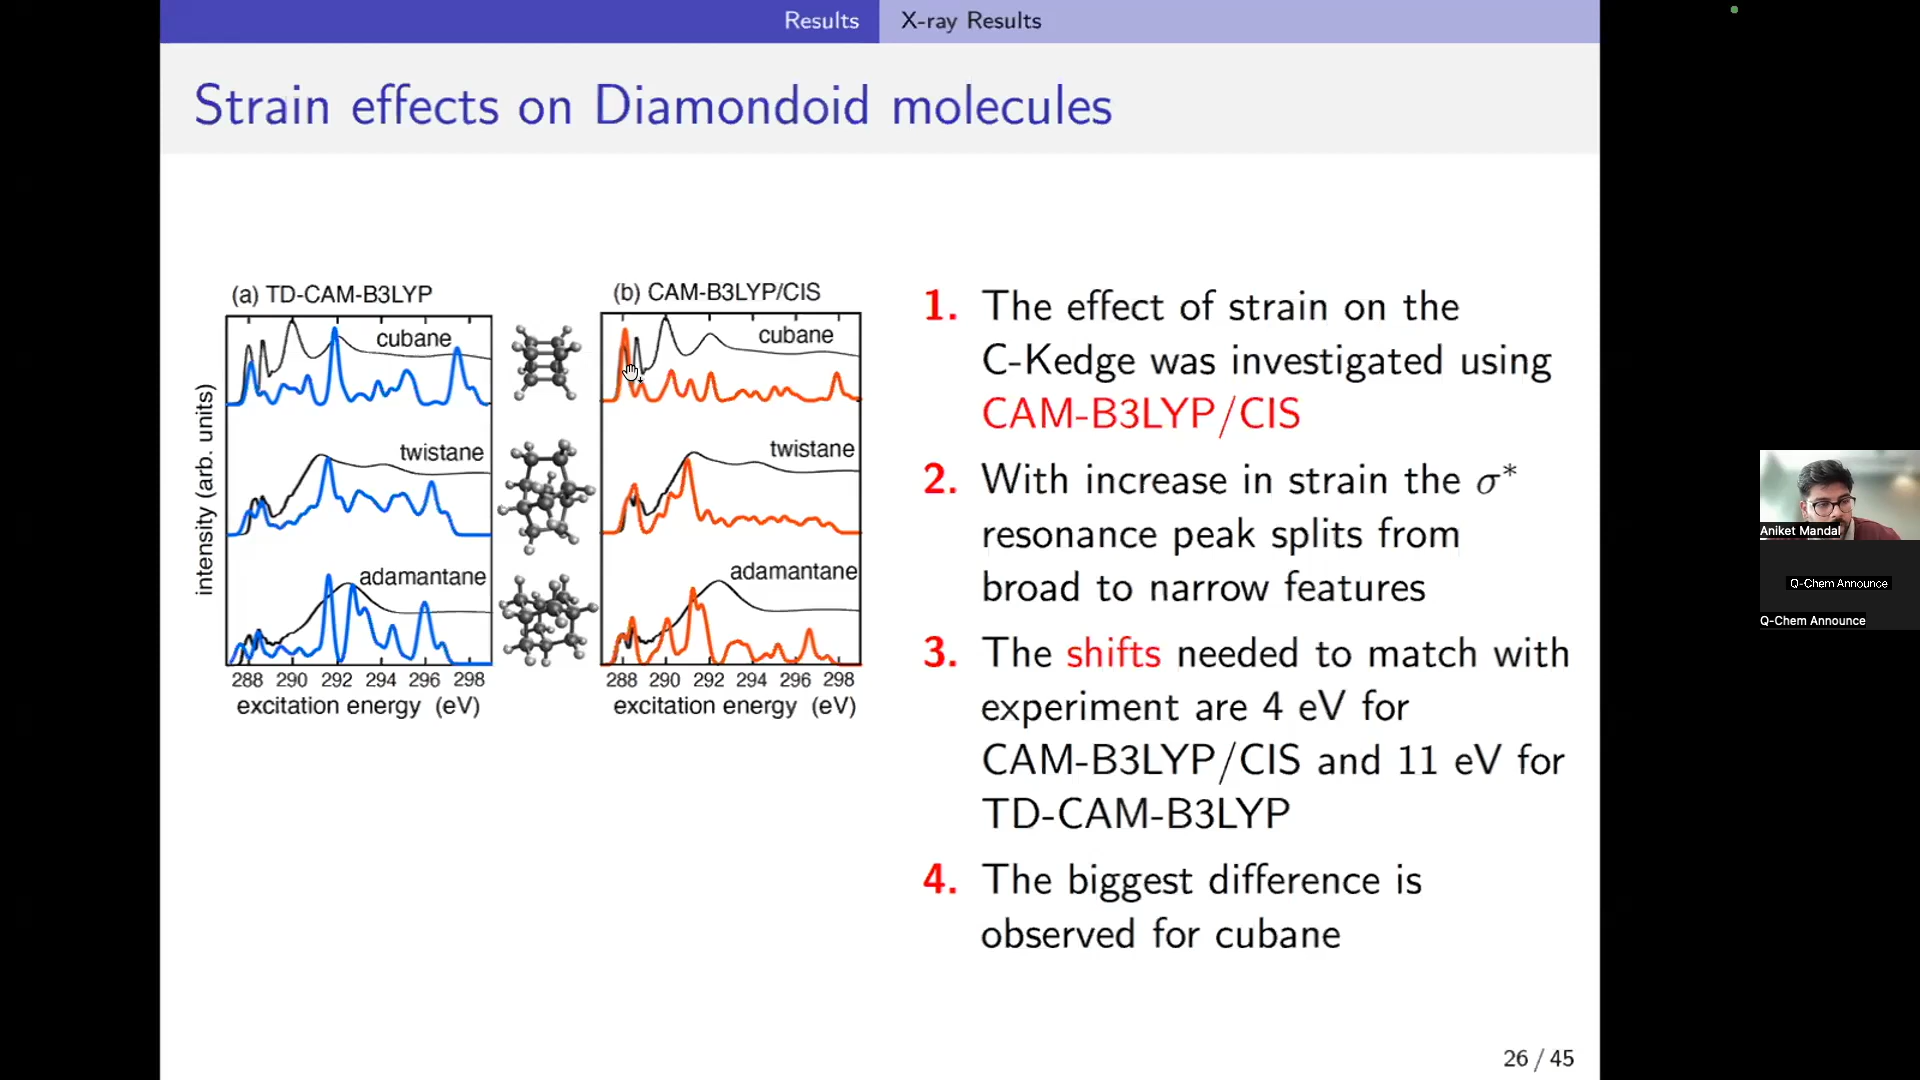 Results
X-ray Results
Strain effects on Diamondoid molecules
(a) TD-CAM-B3LYP
cubane
twistane
adamantane
intensity (arb. units)
288 290 292 294 296 298
excitation energy (eV)
(b) CAM-B3LYP/CIS
cubane
twistane
adamantane
288 290 292 294 296 298
excitation energy (eV)
1. The effect of strain on the
C-Kedge was investigated using
CAM-B3LYP/CIS
2. With increase in strain the σ*
resonance peak splits from
broad to narrow features
3. The shifts needed to match with
experiment are 4 eV for
CAM-B3LYP/CIS and 11 eV for
TD-CAM-B3LYP
4. The biggest difference is
observed for cubane
26 / 45
Aniket Mandal
Q-Chem Announce
Q-Chem Announce